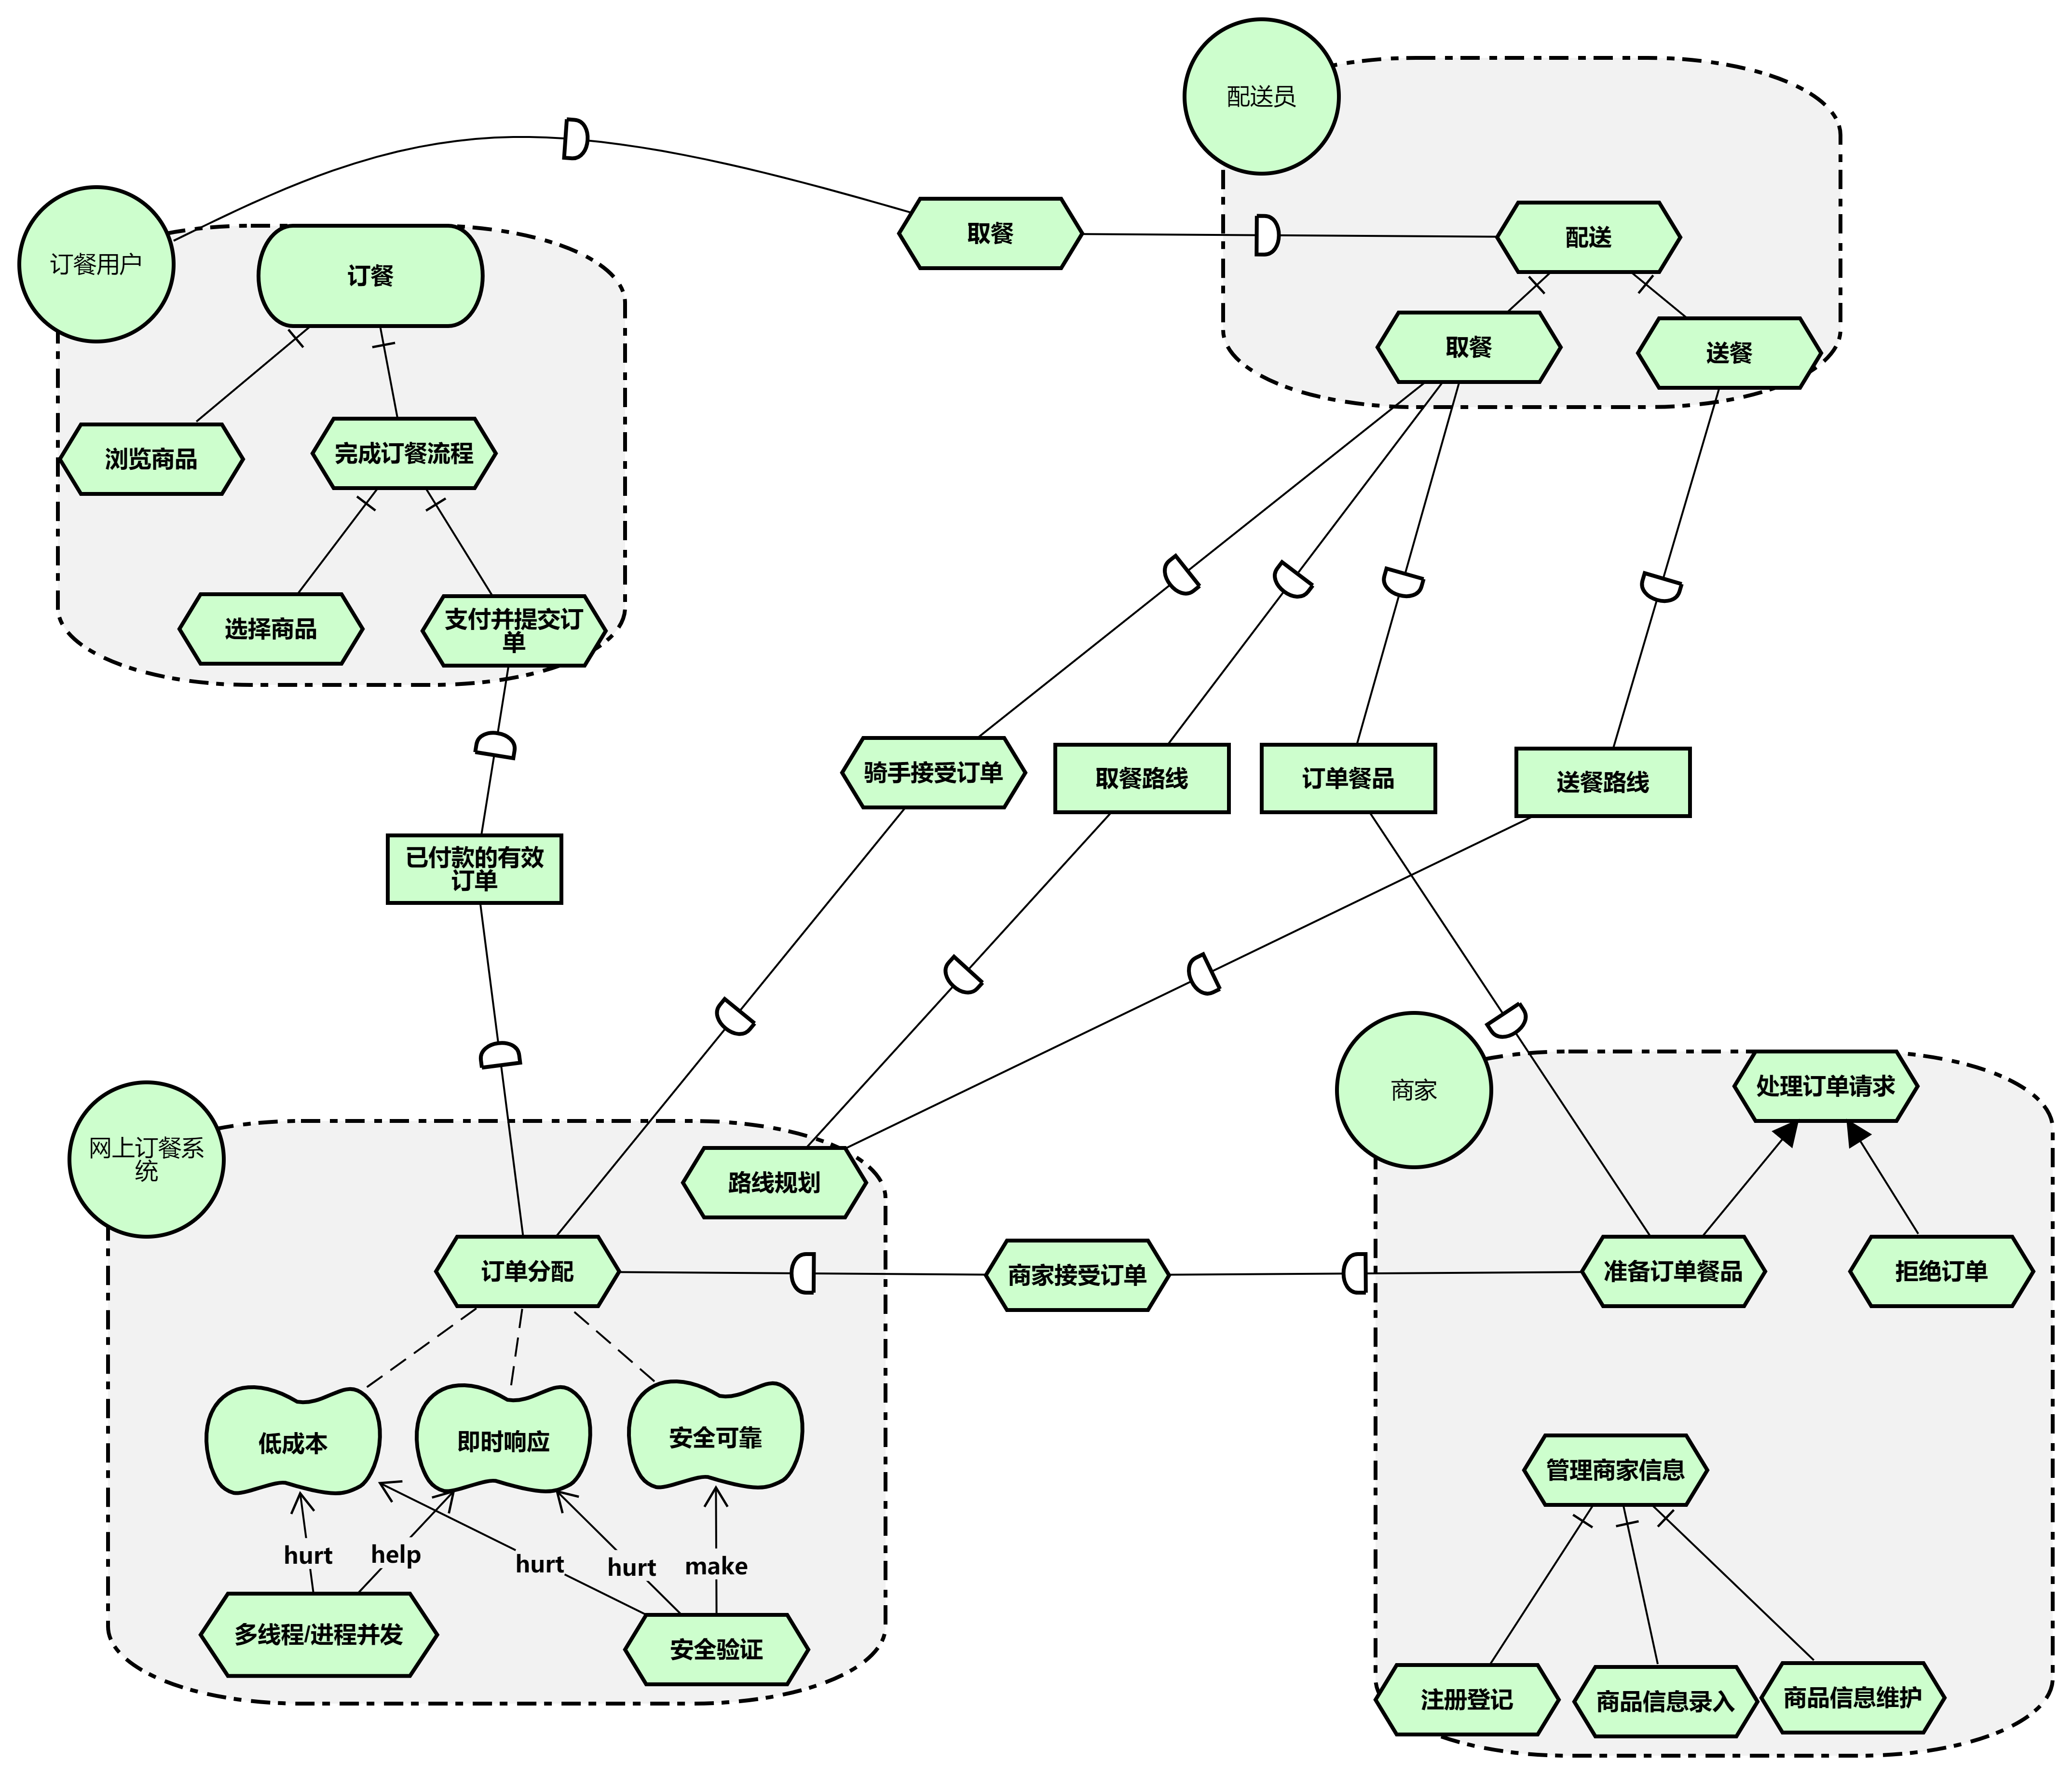 配送员
取餐
配送
订餐用户
订餐
取餐
送餐
浏览商品
完成订餐流程
选择商品
支付并提交订
单
骑手接受订单
取餐路线
订单餐品
送餐路线
已付款的有效
订单
商家
处理订单请求
网上订餐系
统
路线规划
订单分配
商家接受订单
准备订单餐品
拒绝订单
低成本
即时响应
安全可靠
管理商家信息
hurt
help
hurt
hurt
make
多线程/进程并发
安全验证
注册登记
商品信息录入
商品信息维护